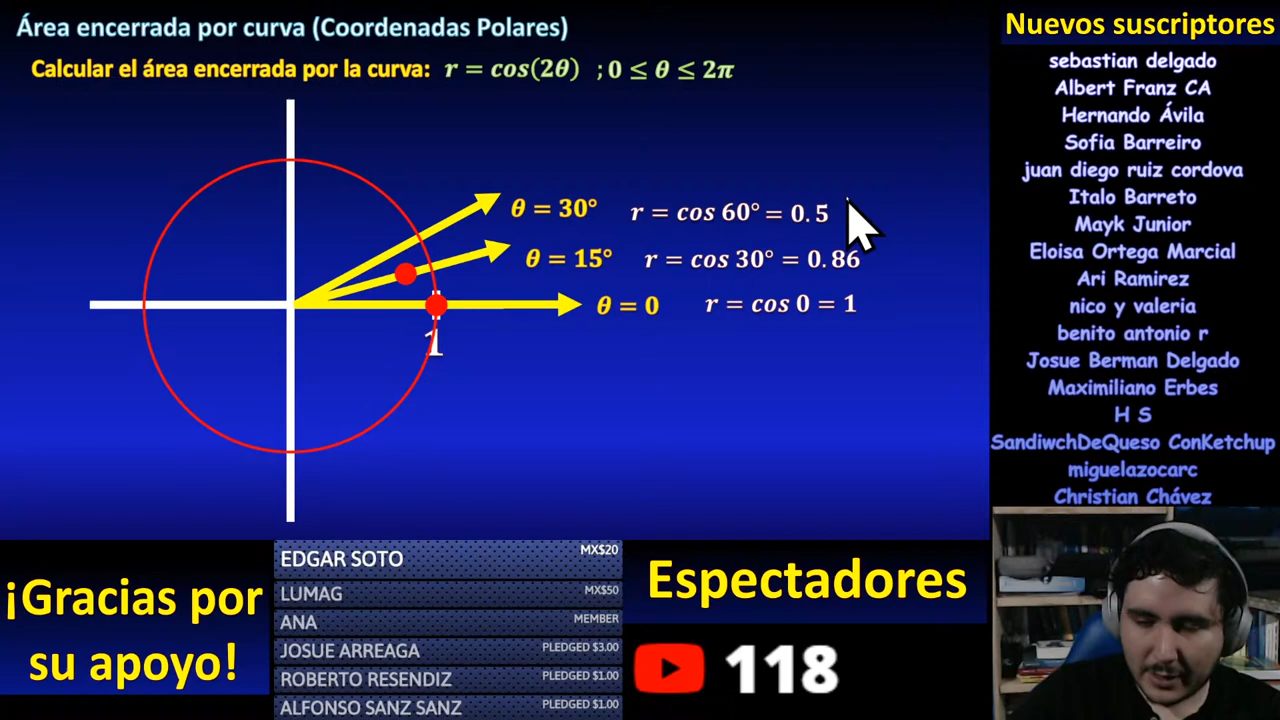 Área encerrada por curva (Coordenadas Polares)
Calcular el área encerrada por la curva: r = cos(2θ) ; 0 ≤ θ ≤ 2π
θ = 30° r = cos 60° = 0.5
θ = 15° r = cos 30° = 0.86
θ = 0 r = cos 0 = 1
1
Nuevos suscriptores
sebastian delgado
Albert Franz CA
Hernando Ávila
Sofia Barreiro
juan diego ruiz cordova
Italo Barreto
Mayk Junior
Eloisa Ortega Marcial
Ari Ramirez
nico y valeria
benito antonio r
Josue Berman Delgado
Maximiliano Erbes
H S
SandiwchDeQueso ConKetchup
miguelazocarc
Christian Chávez
¡Gracias por
su apoyo!
EDGAR SOTO MX$20
LUMAG MX$50
ANA MEMBER
JOSUE ARREAGA PLEDGED $3.00
ROBERTO RESENDIZ PLEDGED $1.00
ALFONSO SANZ SANZ PLEDGED $1.00
Espectadores
118